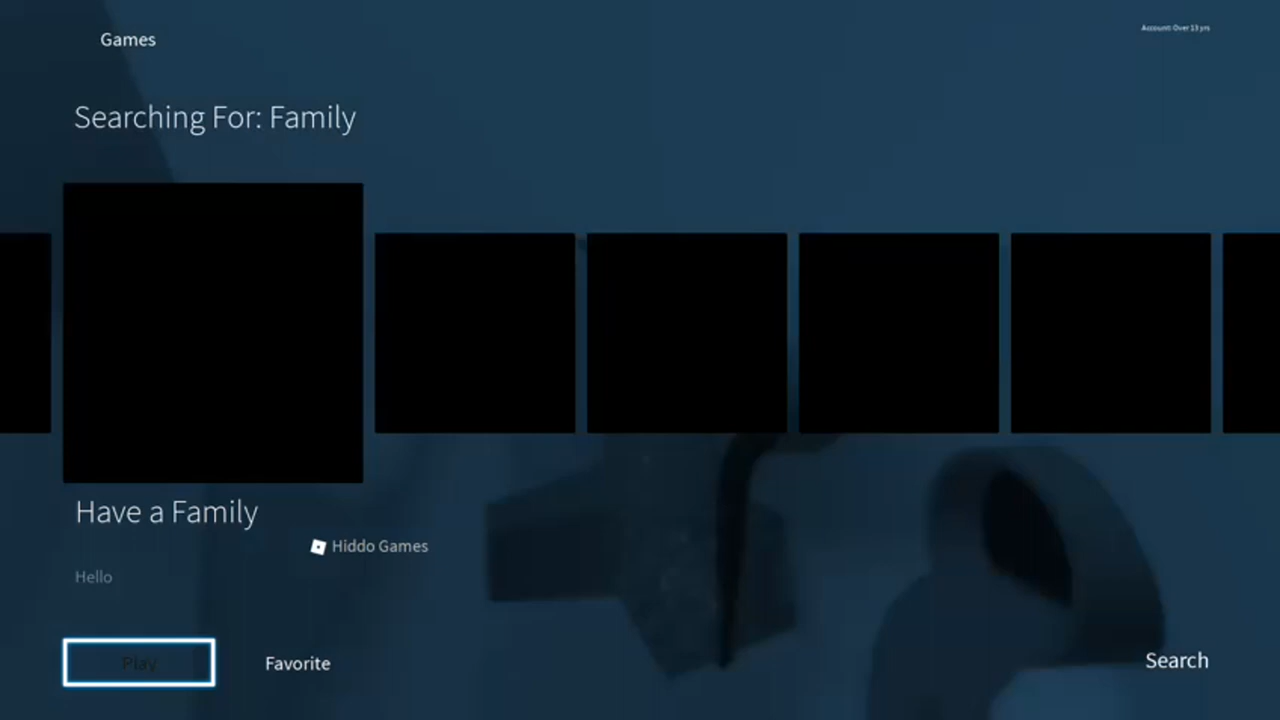 Games
Account: Over 13 yrs
Searching For: Family
Have a Family
Hiddo Games
Hello
Play
Favorite
Search